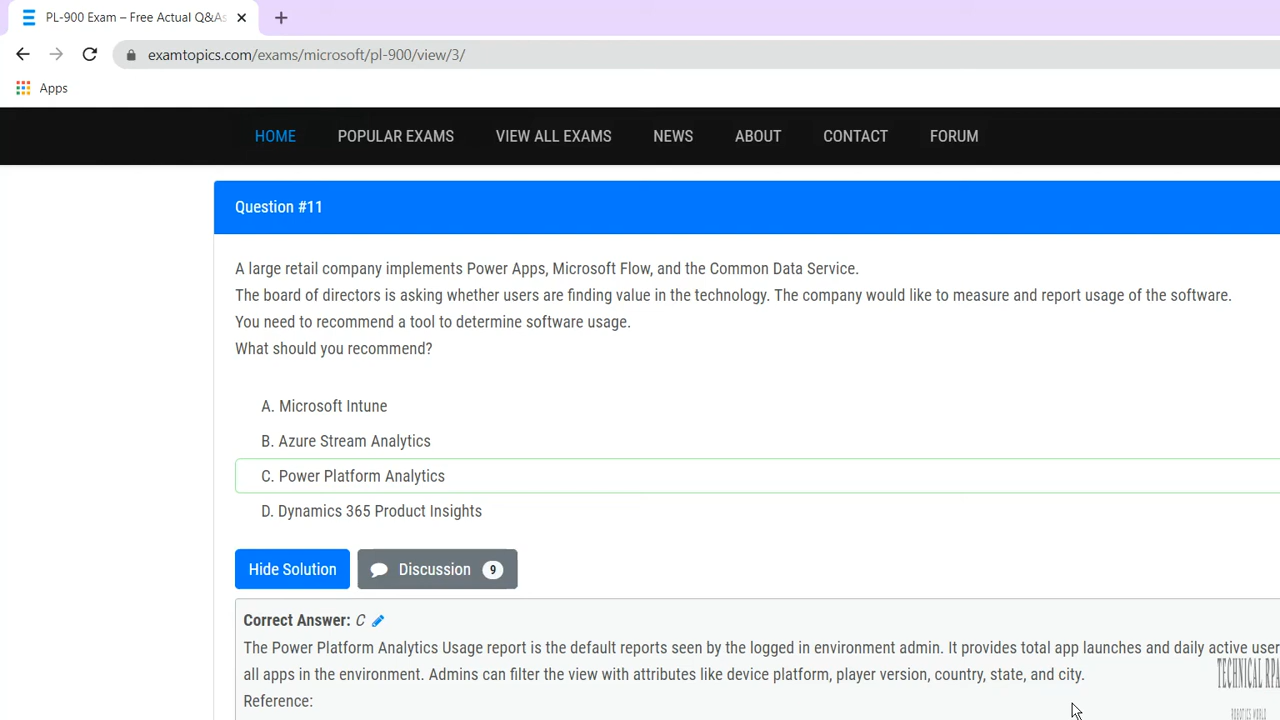 PL-900 Exam – Free Actual Q&As
examtopics.com/exams/microsoft/pl-900/view/3/
Apps
HOME POPULAR EXAMS VIEW ALL EXAMS NEWS ABOUT CONTACT FORUM
Question #11
A large retail company implements Power Apps, Microsoft Flow, and the Common Data Service.
The board of directors is asking whether users are finding value in the technology. The company would like to measure and report usage of the software.
You need to recommend a tool to determine software usage.
What should you recommend?
A. Microsoft Intune
B. Azure Stream Analytics
C. Power Platform Analytics
D. Dynamics 365 Product Insights
Hide Solution Discussion 9
Correct Answer: C
The Power Platform Analytics Usage report is the default reports seen by the logged in environment admin. It provides total app launches and daily active user
all apps in the environment. Admins can filter the view with attributes like device platform, player version, country, state, and city.
TECHNICAL RPA
Reference:
ROBOTICS WORLD